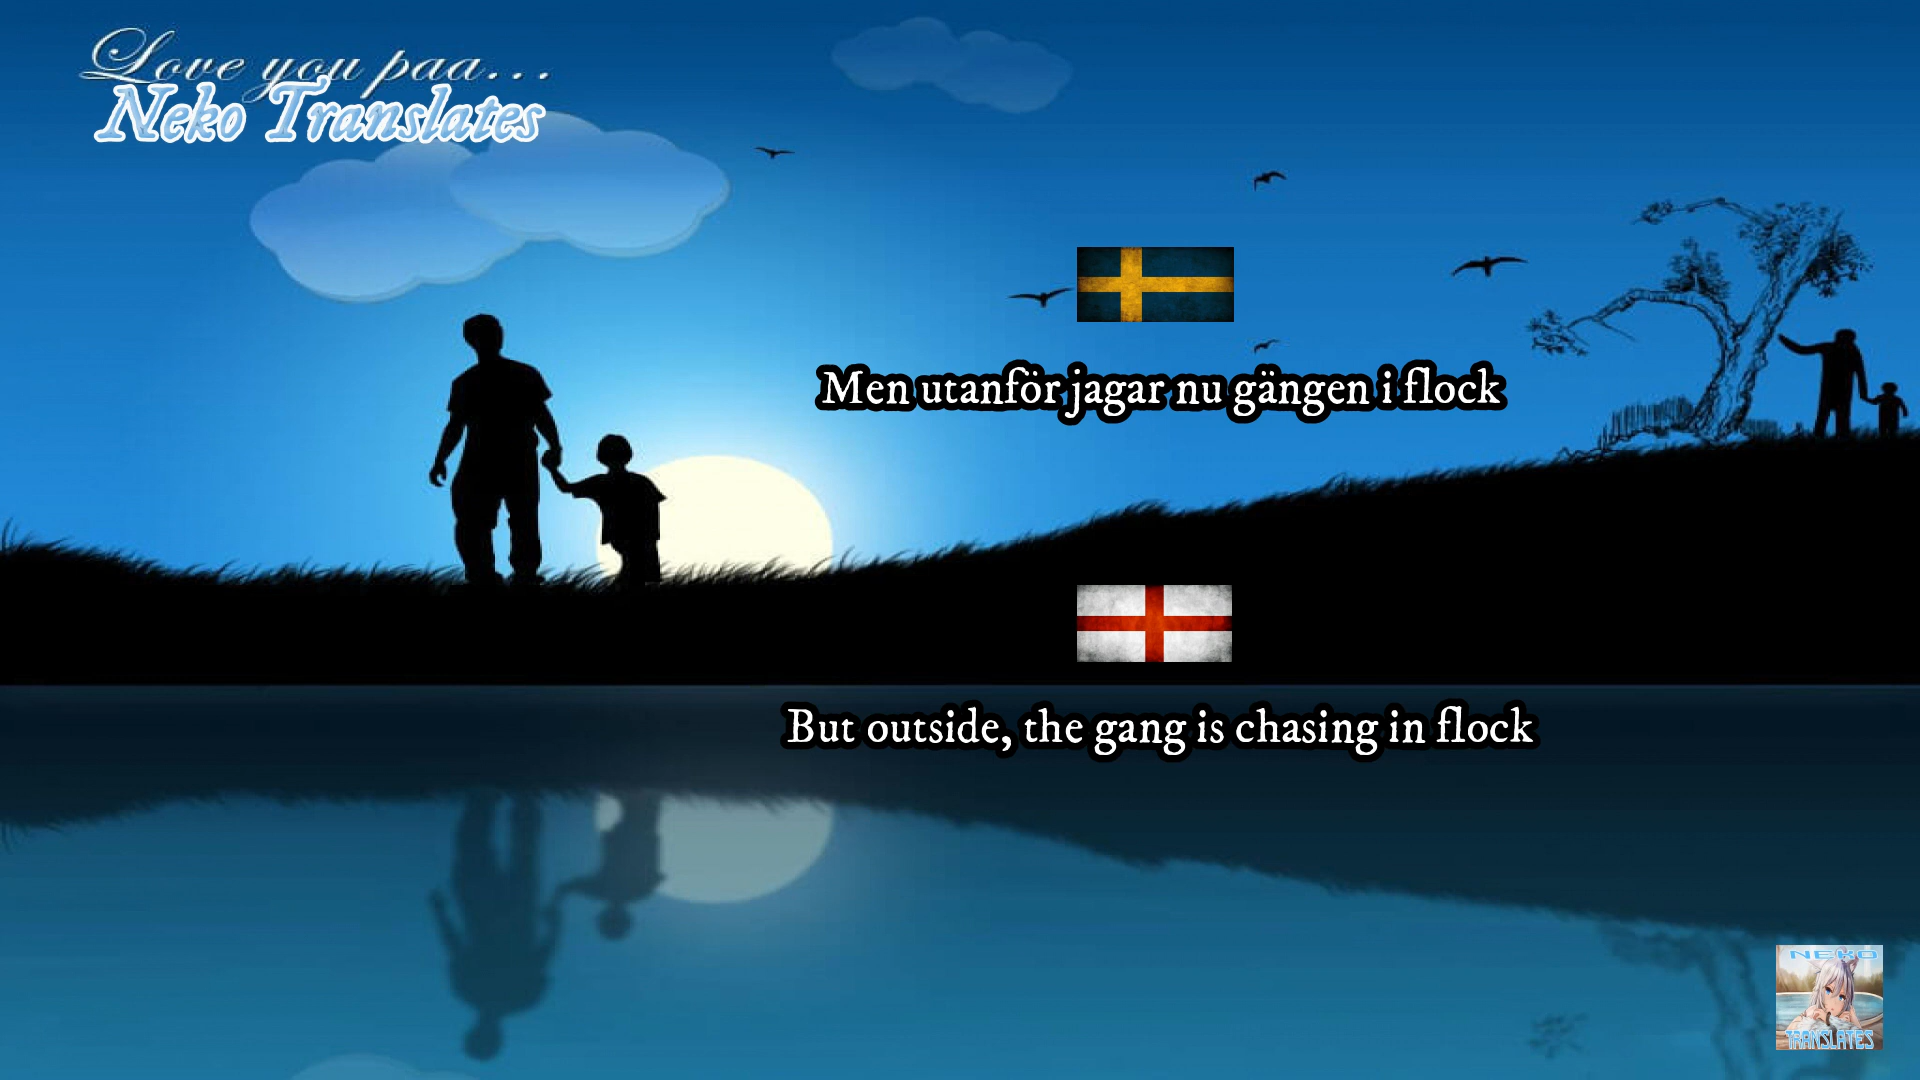 Love you paa...
Neko Translates
Men utanför jagar nu gängen i flock
But outside, the gang is chasing in flock
NEKO
TRANSLATES